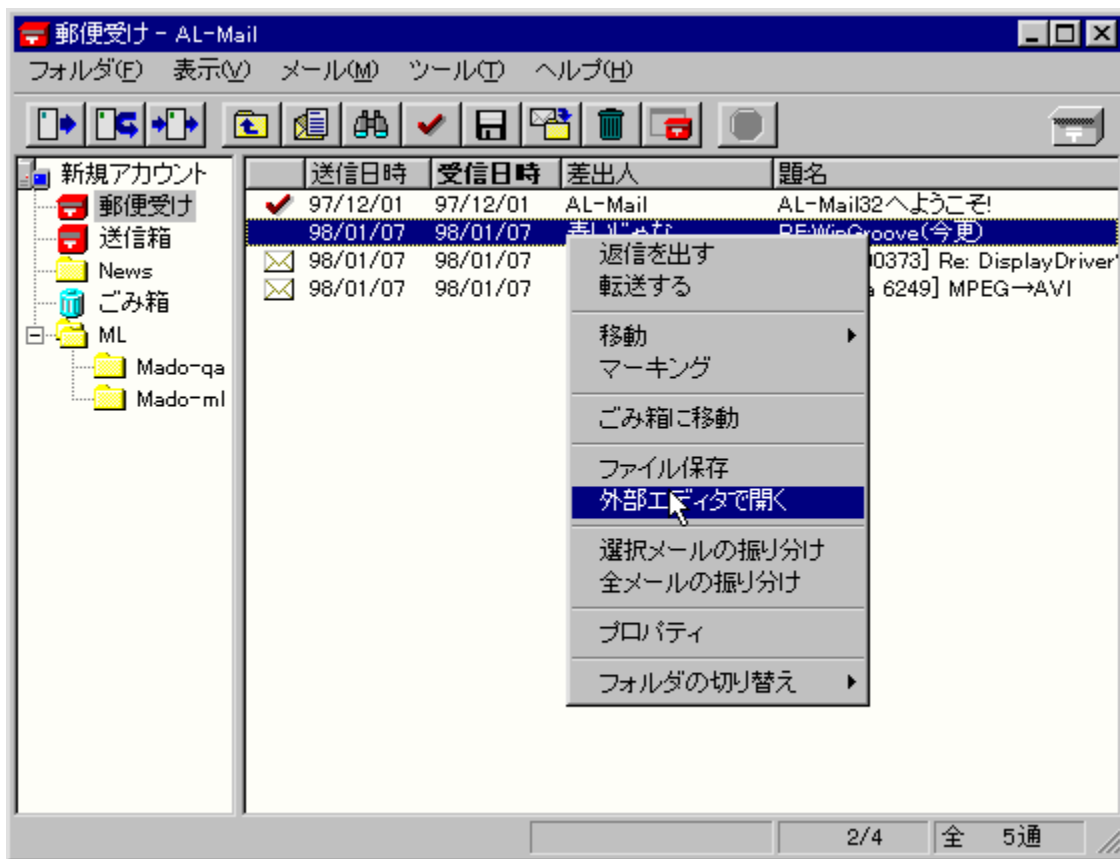 郵便受け - AL-Mail
フォルダ(F) 表示(V) メール(M) ツール(T) ヘルプ(H)
新規アカウント
郵便受け
送信箱
News
ごみ箱
ML
Mado-qa
Mado-ml
送信日時 受信日時 差出人 題名
97/12/01 97/12/01 AL-Mail AL-Mail32へようこそ!
98/01/07 98/01/07 RE:WinGroove(今更)
98/01/07 98/01/07 00373] Re: DisplayDriver
98/01/07 98/01/07 6249] MPEG→AVI
返信を出す
転送する
移動
マーキング
ごみ箱に移動
ファイル保存
外部エディタで開く
選択メールの振り分け
全メールの振り分け
プロパティ
フォルダの切り替え
2/4 全 5通